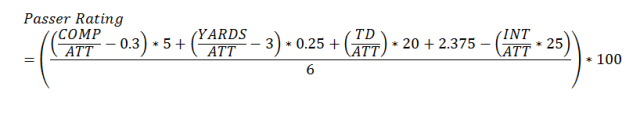 Passer Rating
= (((COMP/ATT − 0.3) * 5 + (YARDS/ATT − 3) * 0.25 + (TD/ATT) * 20 + 2.375 − (INT/ATT * 25))/6) * 100